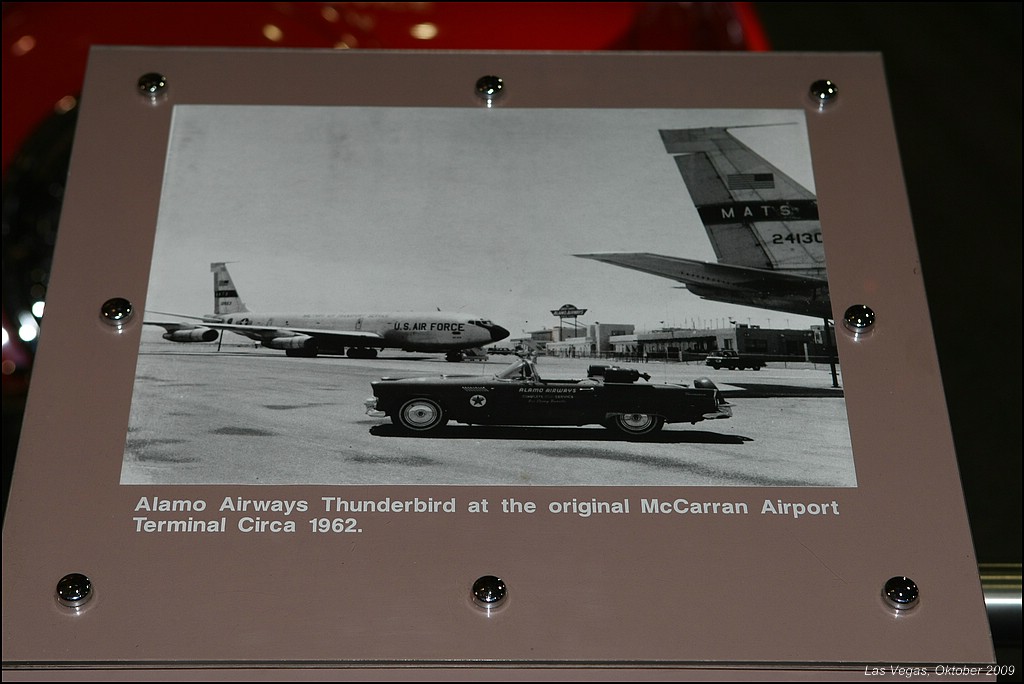 MATS
24130
U.S. AIR FORCE
ALAMO AIRWAYS
Alamo Airways Thunderbird at the original McCarran Airport
Terminal Circa 1962.
Las Vegas, Oktober 2009